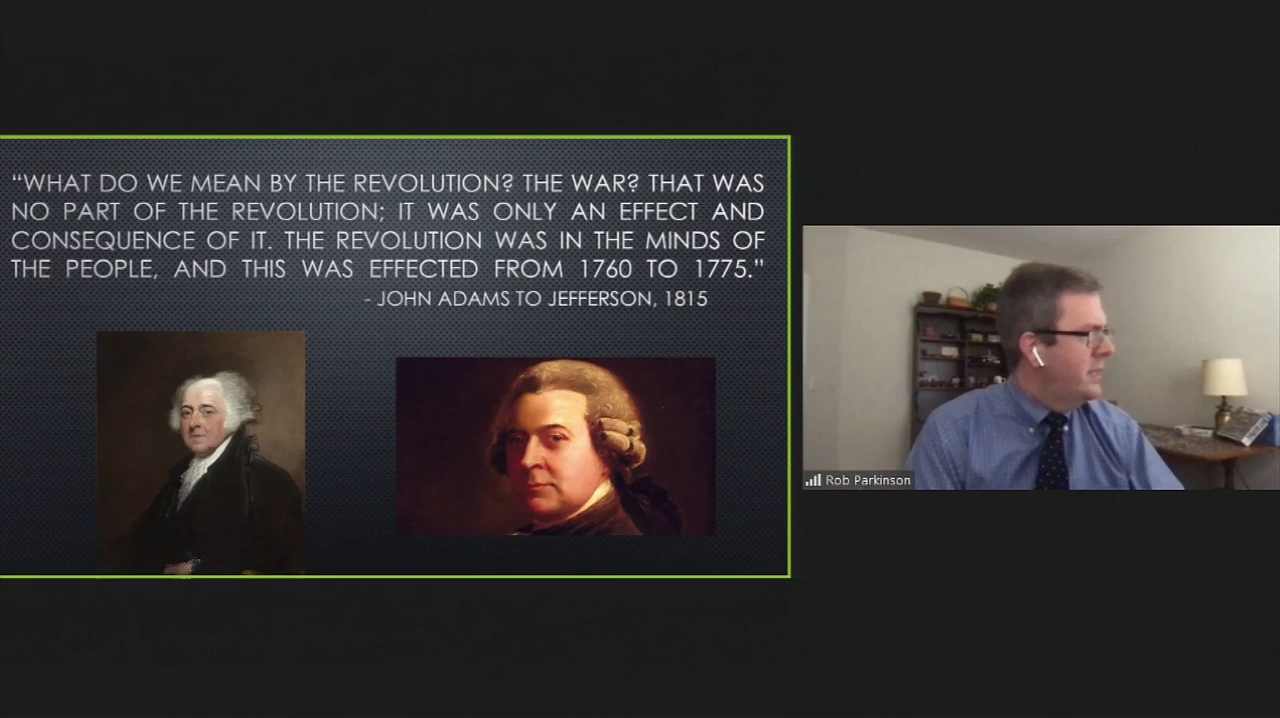 “WHAT DO WE MEAN BY THE REVOLUTION? THE WAR? THAT WAS
NO PART OF THE REVOLUTION; IT WAS ONLY AN EFFECT AND
CONSEQUENCE OF IT. THE REVOLUTION WAS IN THE MINDS OF
THE PEOPLE, AND THIS WAS EFFECTED FROM 1760 TO 1775.”
- JOHN ADAMS TO JEFFERSON, 1815
Rob Parkinson